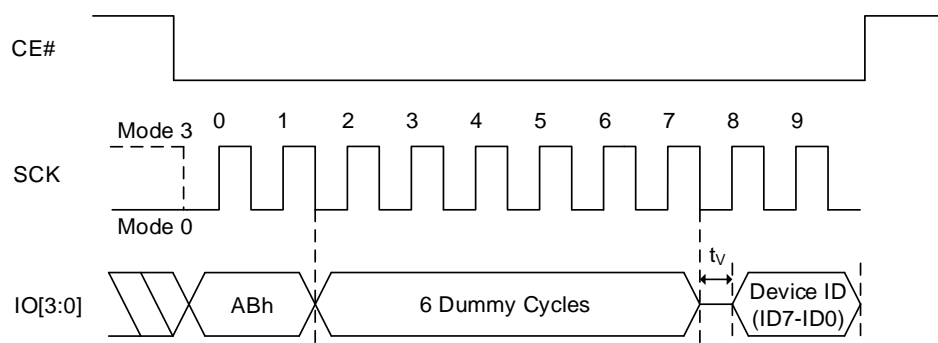 CE#
0 1 2 3 4 5 6 7 8 9
Mode 3
SCK
Mode 0
tV
IO[3:0]
ABh
6 Dummy Cycles
Device ID
(ID7-ID0)